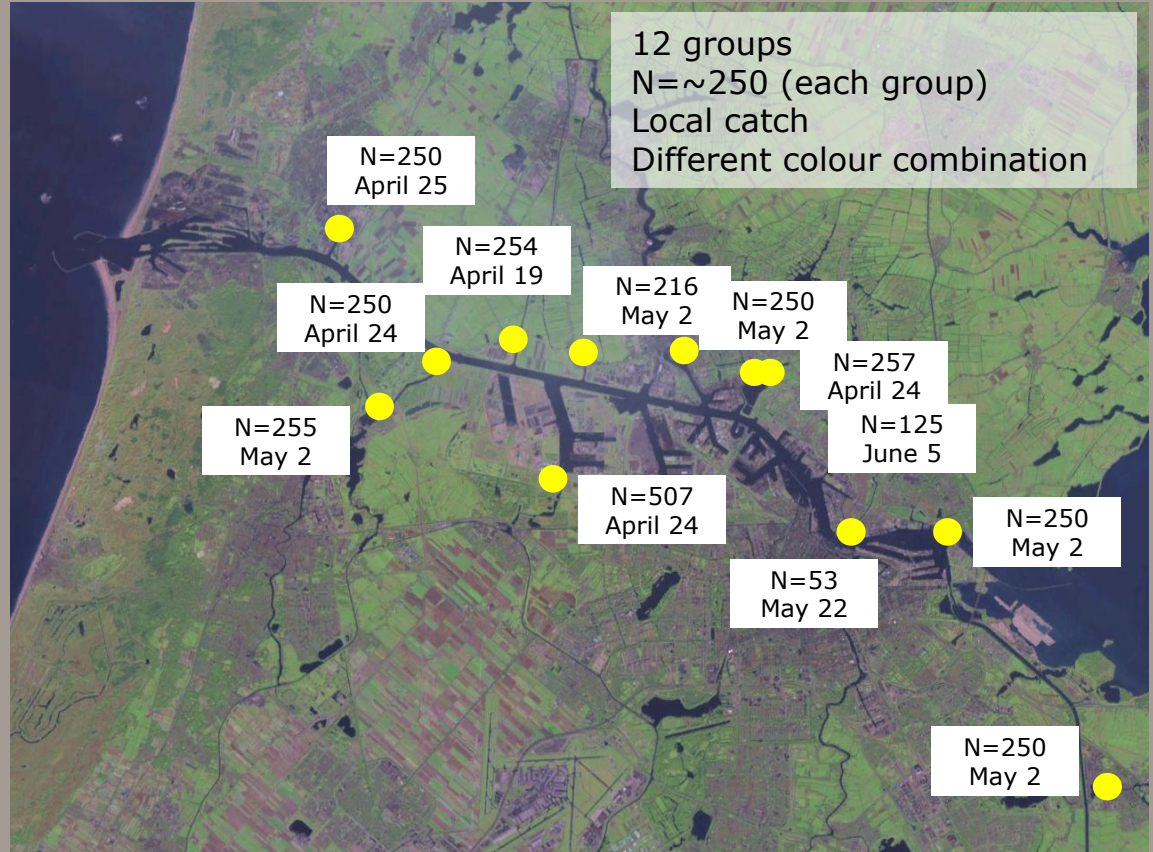 12 groups
N=~250 (each group)
Local catch
Different colour combination
N=250
April 25
N=254
April 19
N=250
April 24
N=216
May 2
N=250
May 2
N=257
April 24
N=255
May 2
N=125
June 5
N=507
April 24
N=250
May 2
N=53
May 22
N=250
May 2